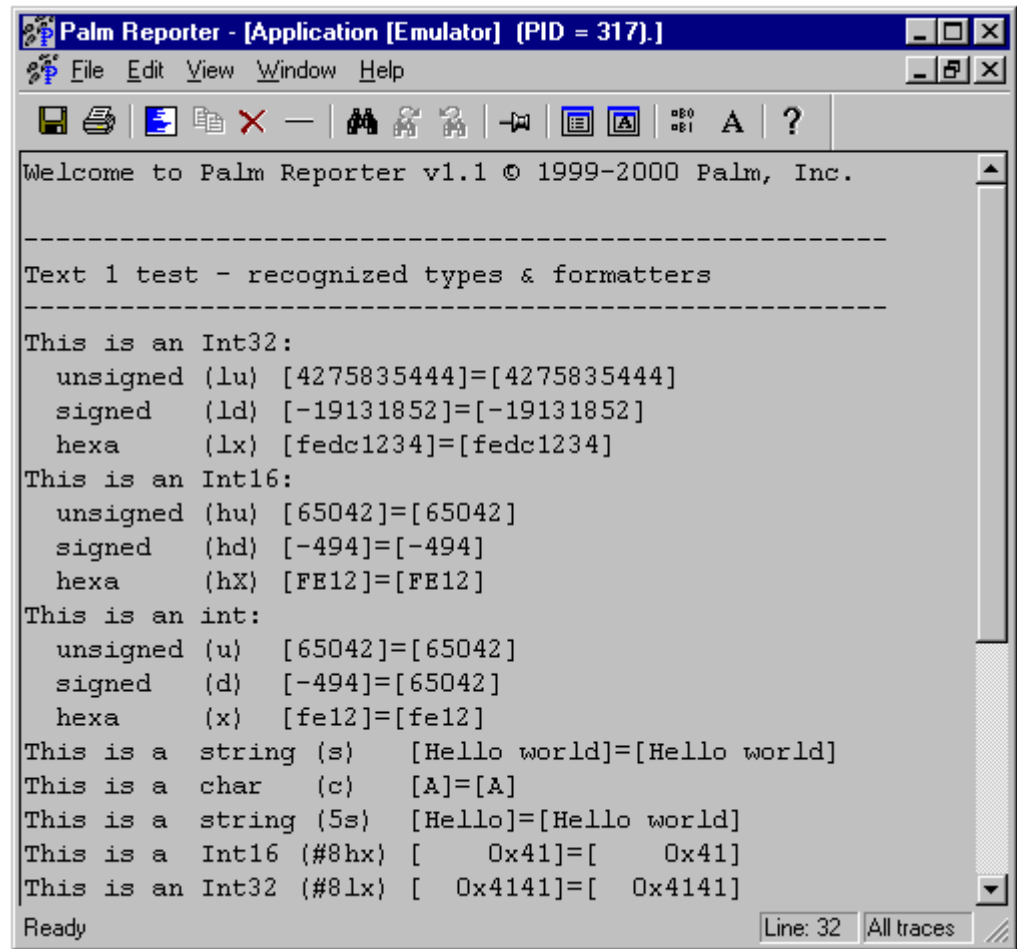 Palm Reporter - [Application [Emulator] (PID = 317).]
File Edit View Window Help
Welcome to Palm Reporter v1.1 © 1999-2000 Palm, Inc.
------------------------------------------------------
Text 1 test - recognized types & formatters
------------------------------------------------------
This is an Int32:
  unsigned (lu) [4275835444]=[4275835444]
  signed   (ld) [-19131852]=[-19131852]
  hexa     (lx) [fedc1234]=[fedc1234]
This is an Int16:
  unsigned (hu) [65042]=[65042]
  signed   (hd) [-494]=[-494]
  hexa     (hX) [FE12]=[FE12]
This is an int:
  unsigned (u)  [65042]=[65042]
  signed   (d)  [-494]=[65042]
  hexa     (x)  [fe12]=[fe12]
This is a  string (s)    [Hello world]=[Hello world]
This is a  char   (c)    [A]=[A]
This is a  string (5s)   [Hello]=[Hello world]
This is a  Int16 (#8hx) [    0x41]=[    0x41]
This is an Int32 (#8lx) [  0x4141]=[  0x4141]
Ready Line: 32 All traces